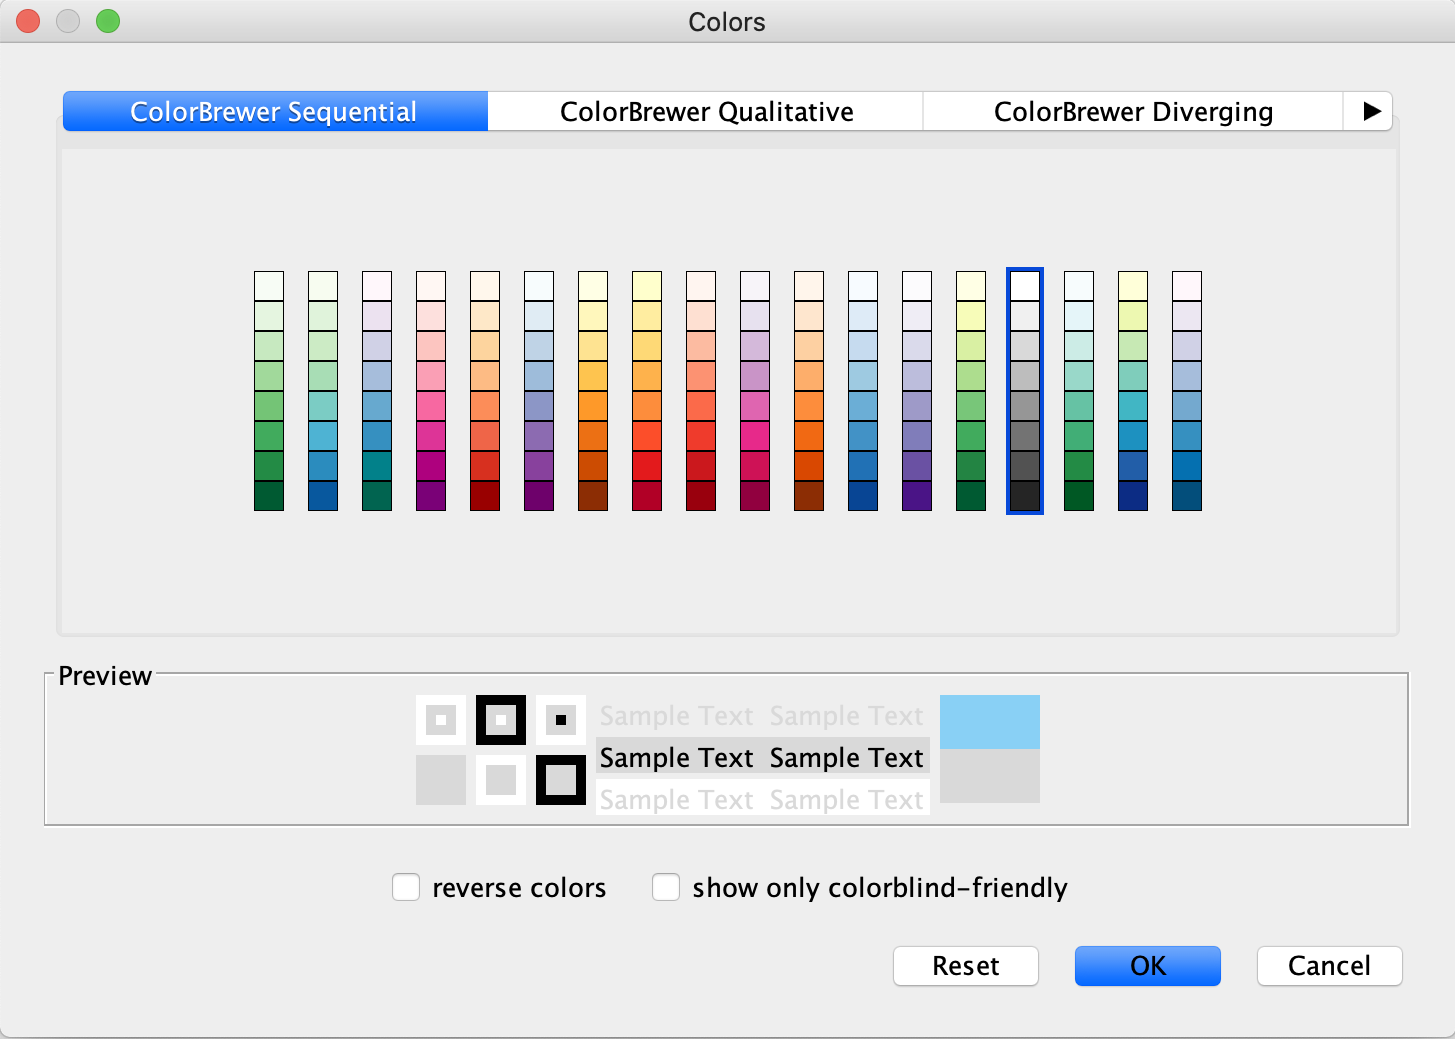 Colors
ColorBrewer Sequential
ColorBrewer Qualitative
ColorBrewer Diverging
Preview
Sample Text Sample Text
Sample Text Sample Text
Sample Text Sample Text
reverse colors
show only colorblind-friendly
Reset
OK
Cancel